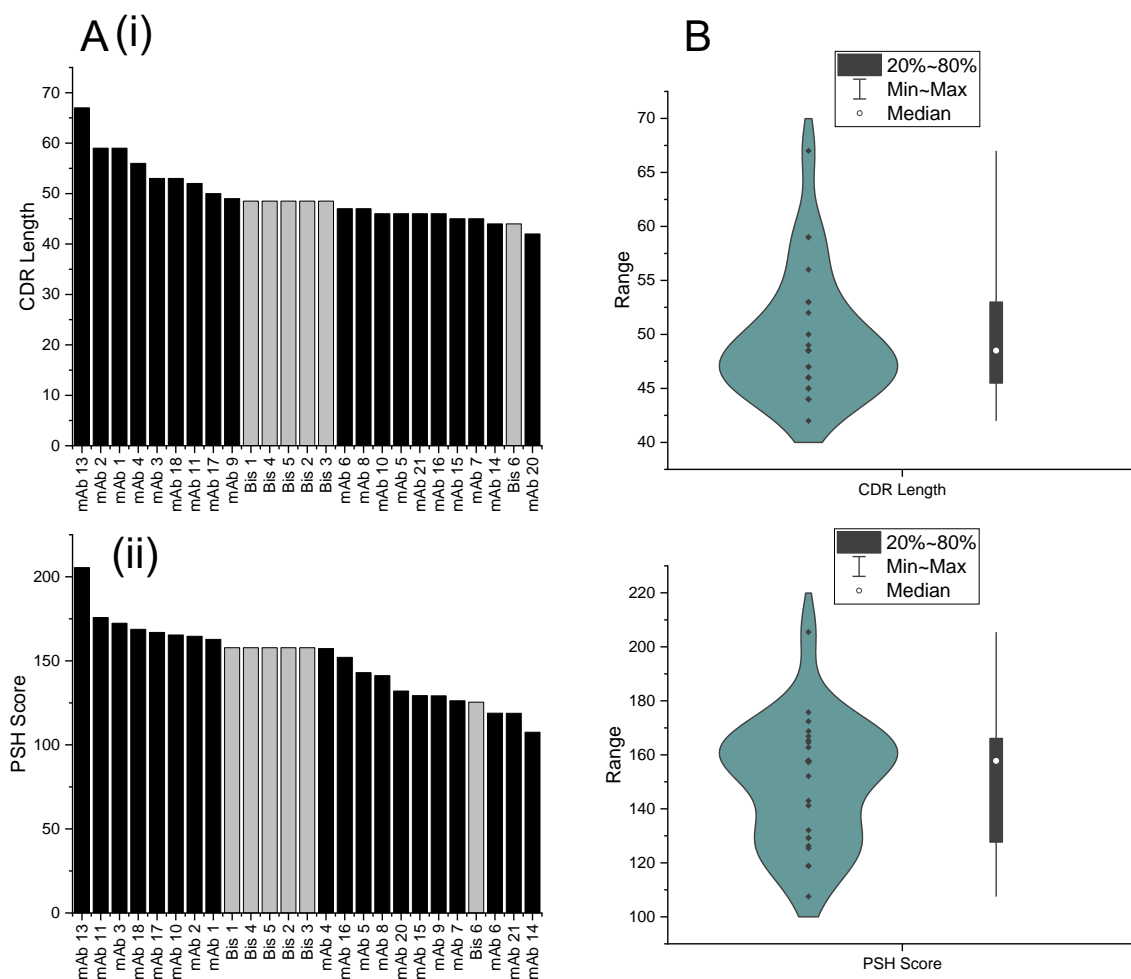 A (i)
70
60
50
40
30
20
10
0
CDR Length
mAb 13
mAb 2
mAb 1
mAb 4
mAb 3
mAb 18
mAb 11
mAb 17
mAb 9
Bis 1
Bis 4
Bis 5
Bis 2
Bis 3
mAb 6
mAb 8
mAb 10
mAb 5
mAb 21
mAb 16
mAb 15
mAb 7
mAb 14
Bis 6
mAb 20
B
20%~80%
Min~Max
Median
70
65
60
55
50
45
40
Range
CDR Length
(ii)
200
150
100
50
0
PSH Score
mAb 13
mAb 11
mAb 3
mAb 18
mAb 17
mAb 10
mAb 2
mAb 1
Bis 1
Bis 4
Bis 5
Bis 2
Bis 3
mAb 4
mAb 16
mAb 5
mAb 8
mAb 20
mAb 15
mAb 9
mAb 7
Bis 6
mAb 6
mAb 21
mAb 14
20%~80%
Min~Max
Median
220
200
180
160
140
120
100
Range
PSH Score